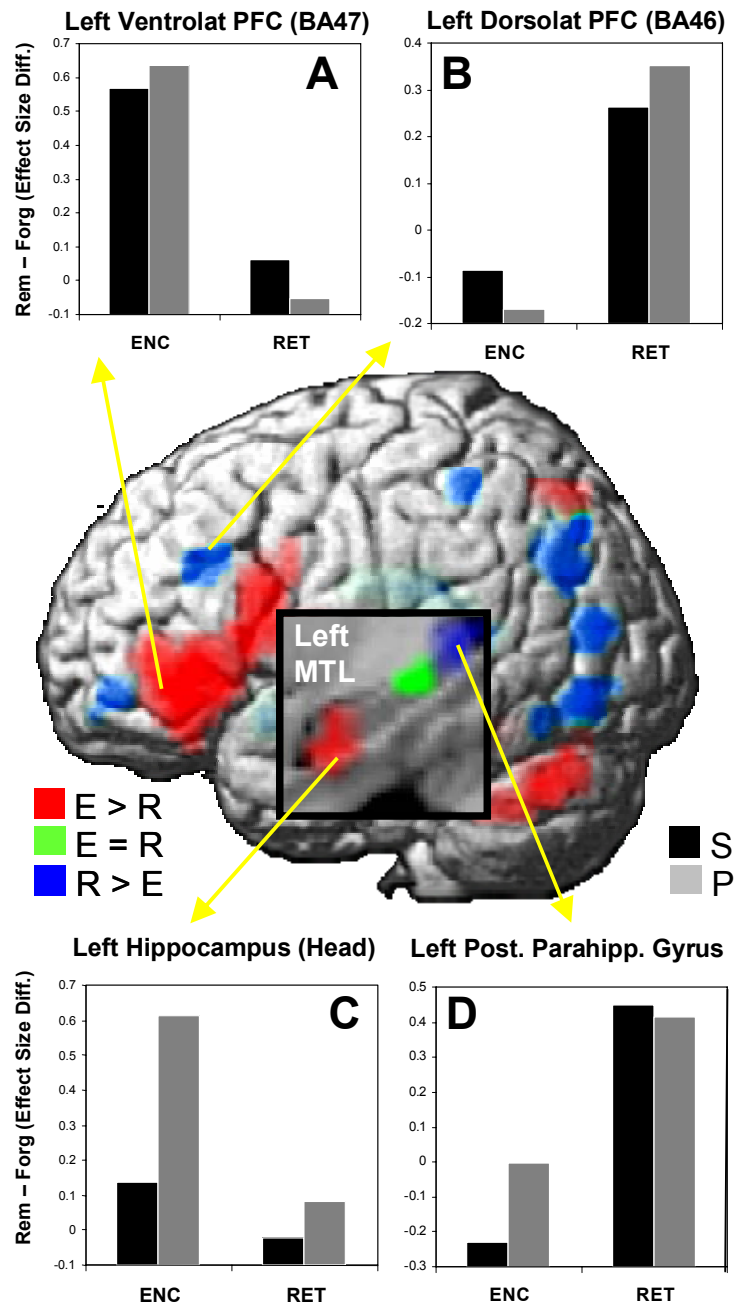 Left Ventrolat PFC (BA47)
Rem – Forg (Effect Size Diff.)
A
0.7
0.6
0.5
0.4
0.3
0.2
0.1
0
-0.1
ENC RET
Left Dorsolat PFC (BA46)
B
0.4
0.3
0.2
0.1
0
-0.1
-0.2
ENC RET
Left
MTL
E > R
E = R
R > E
S
P
Left Hippocampus (Head)
Rem – Forg (Effect Size Diff.)
C
0.7
0.6
0.5
0.4
0.3
0.2
0.1
0
-0.1
ENC RET
Left Post. Parahipp. Gyrus
D
0.5
0.4
0.3
0.2
0.1
0
-0.1
-0.2
-0.3
ENC RET